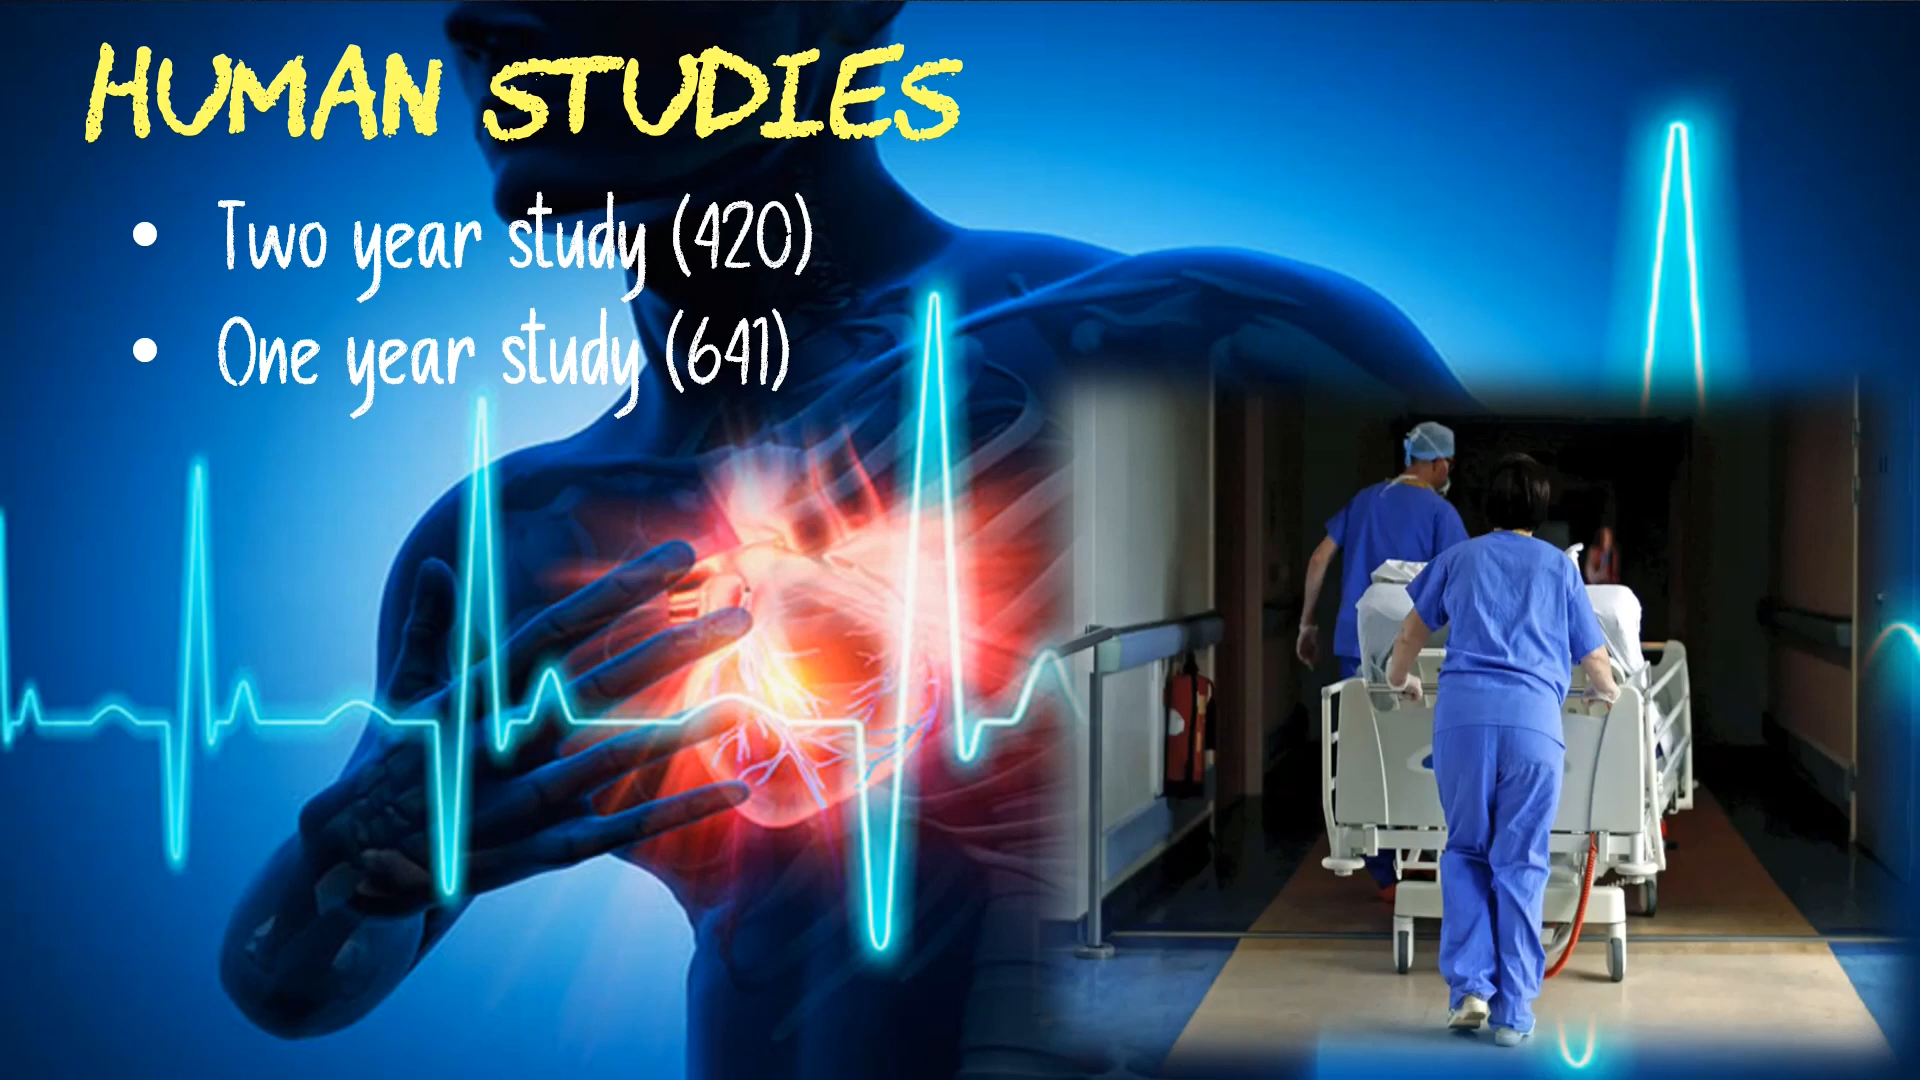 HUMAN STUDIES
• Two year study (420)
• One year study (641)